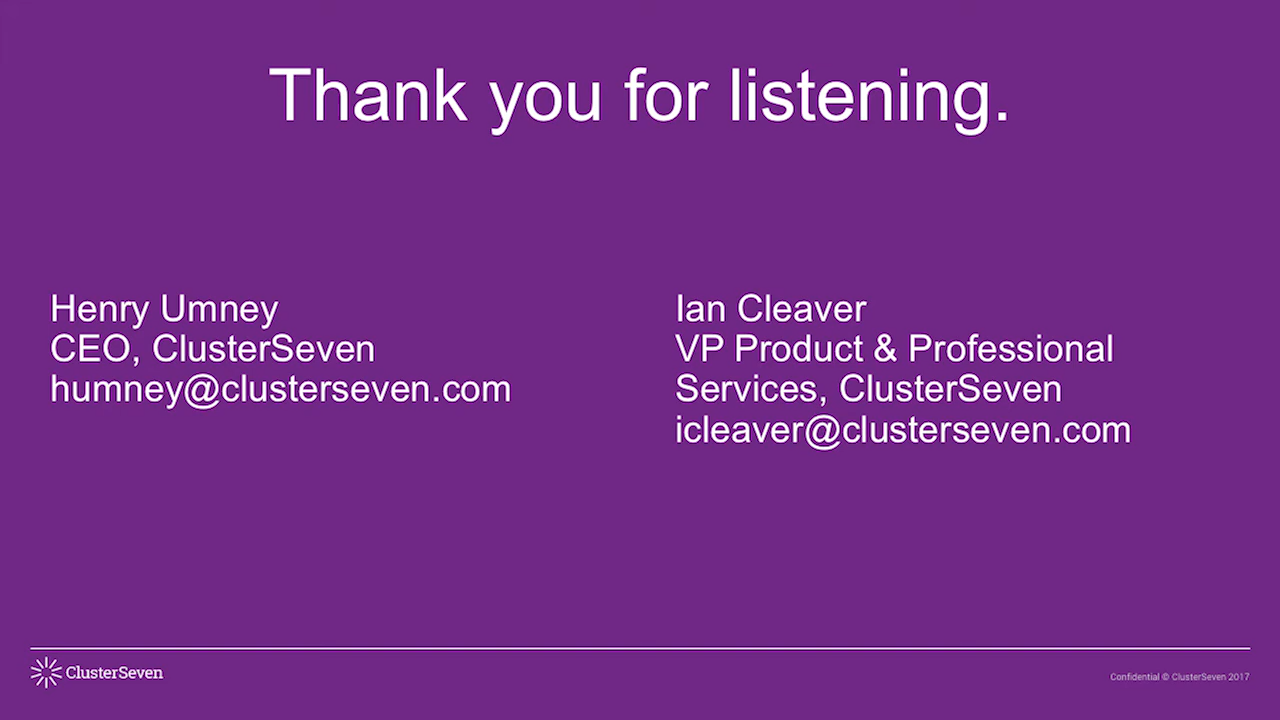 Thank you for listening.
Henry Umney
CEO, ClusterSeven
humney@clusterseven.com
Ian Cleaver
VP Product & Professional
Services, ClusterSeven
icleaver@clusterseven.com
ClusterSeven
Confidential © ClusterSeven 2017